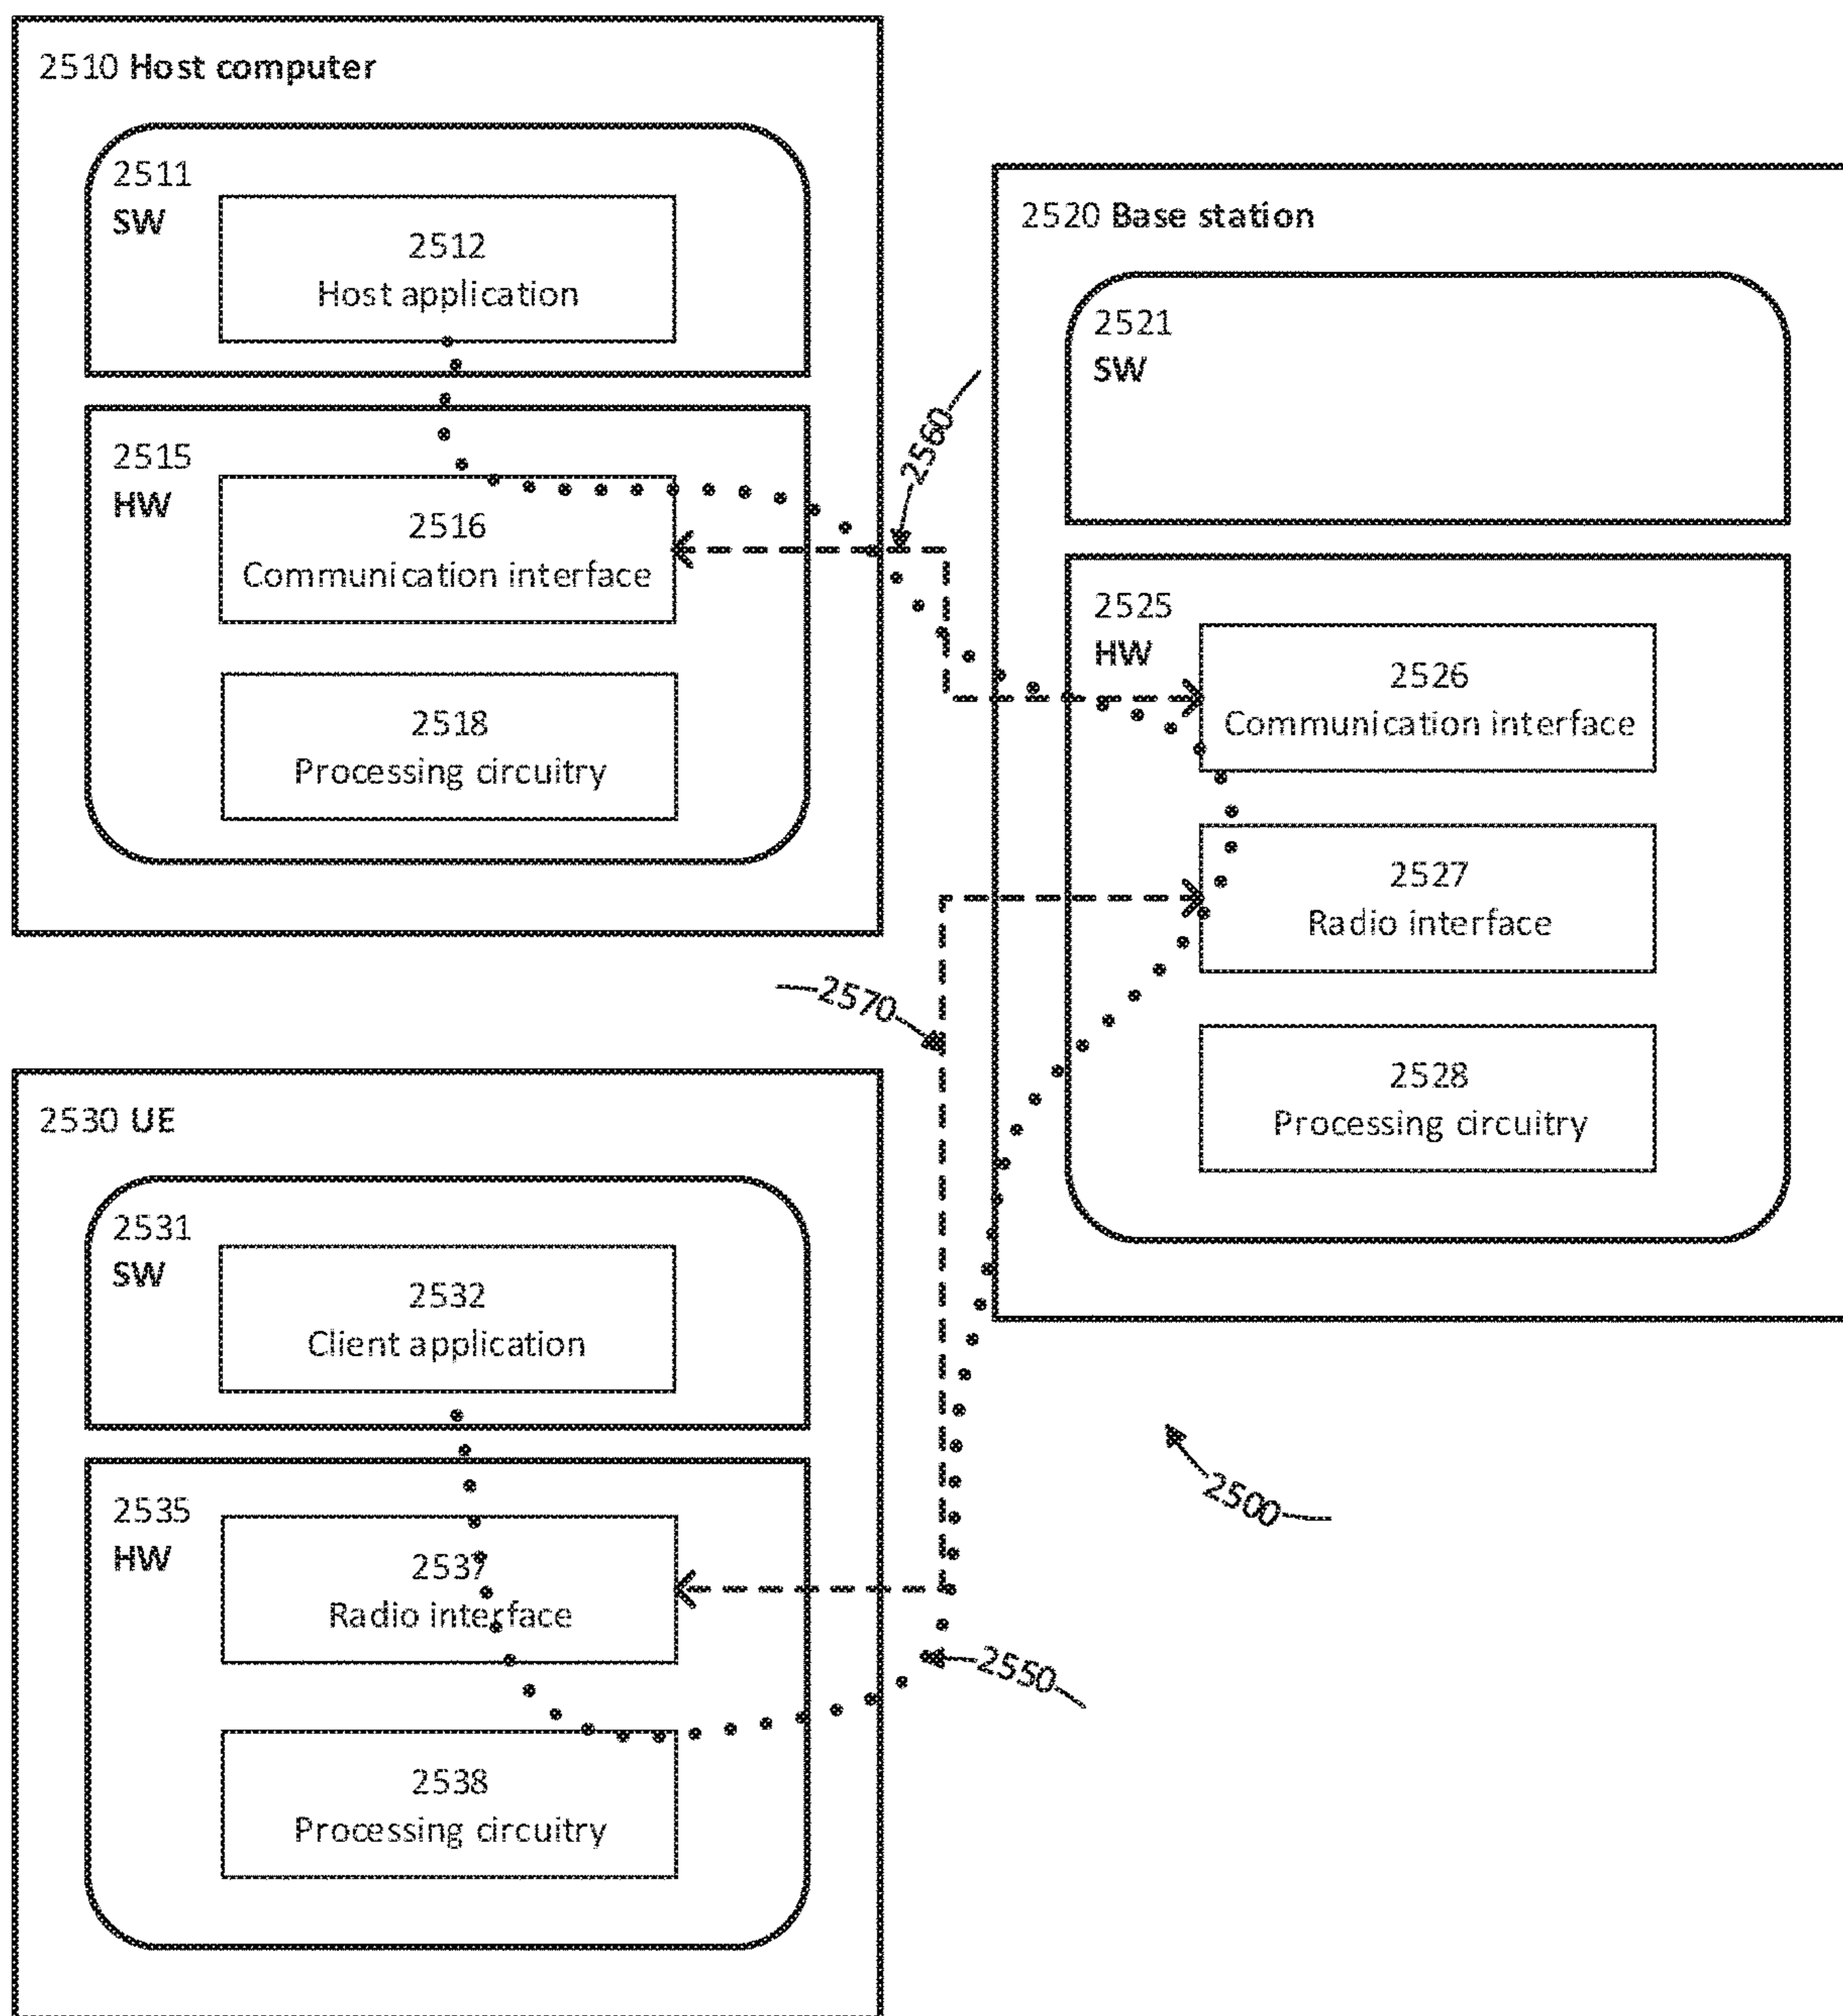 2510 Host computer
2511
SW
2512
Host application
2515
HW
2516
Communication interface
2518
Processing circuitry
2560
2520 Base station
2521
SW
2525
HW
2526
Communication interface
2527
Radio interface
2528
Processing circuitry
2570
2530 UE
2531
SW
2532
Client application
2535
HW
2537
Radio interface
2538
Processing circuitry
2550
2500